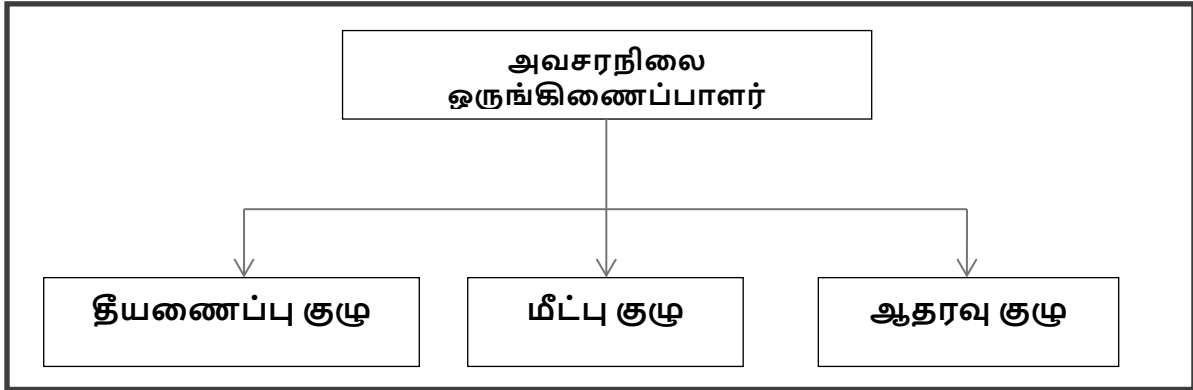 அவசரநிலை
ஒருங்கிணைப்பாளர்
தீயணைப்பு குழு
மீட்பு குழு
ஆதரவு குழு